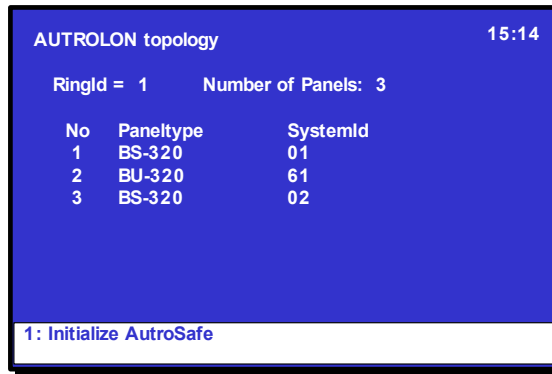 AUTROLON topology 15:14
RingId = 1 Number of Panels: 3
No Paneltype SystemId
1 BS-320 01
2 BU-320 61
3 BS-320 02
1: Initialize AutroSafe